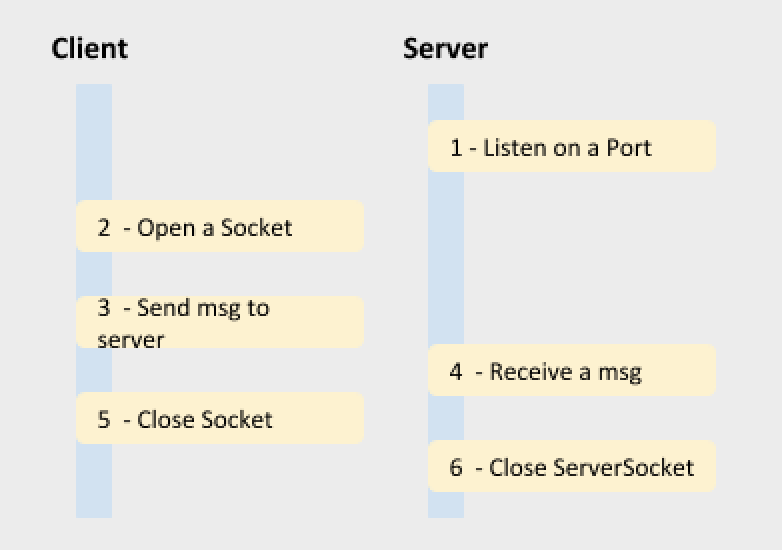 Client
Server
1 - Listen on a Port
2 - Open a Socket
3 - Send msg to
server
4 - Receive a msg
5 - Close Socket
6 - Close ServerSocket